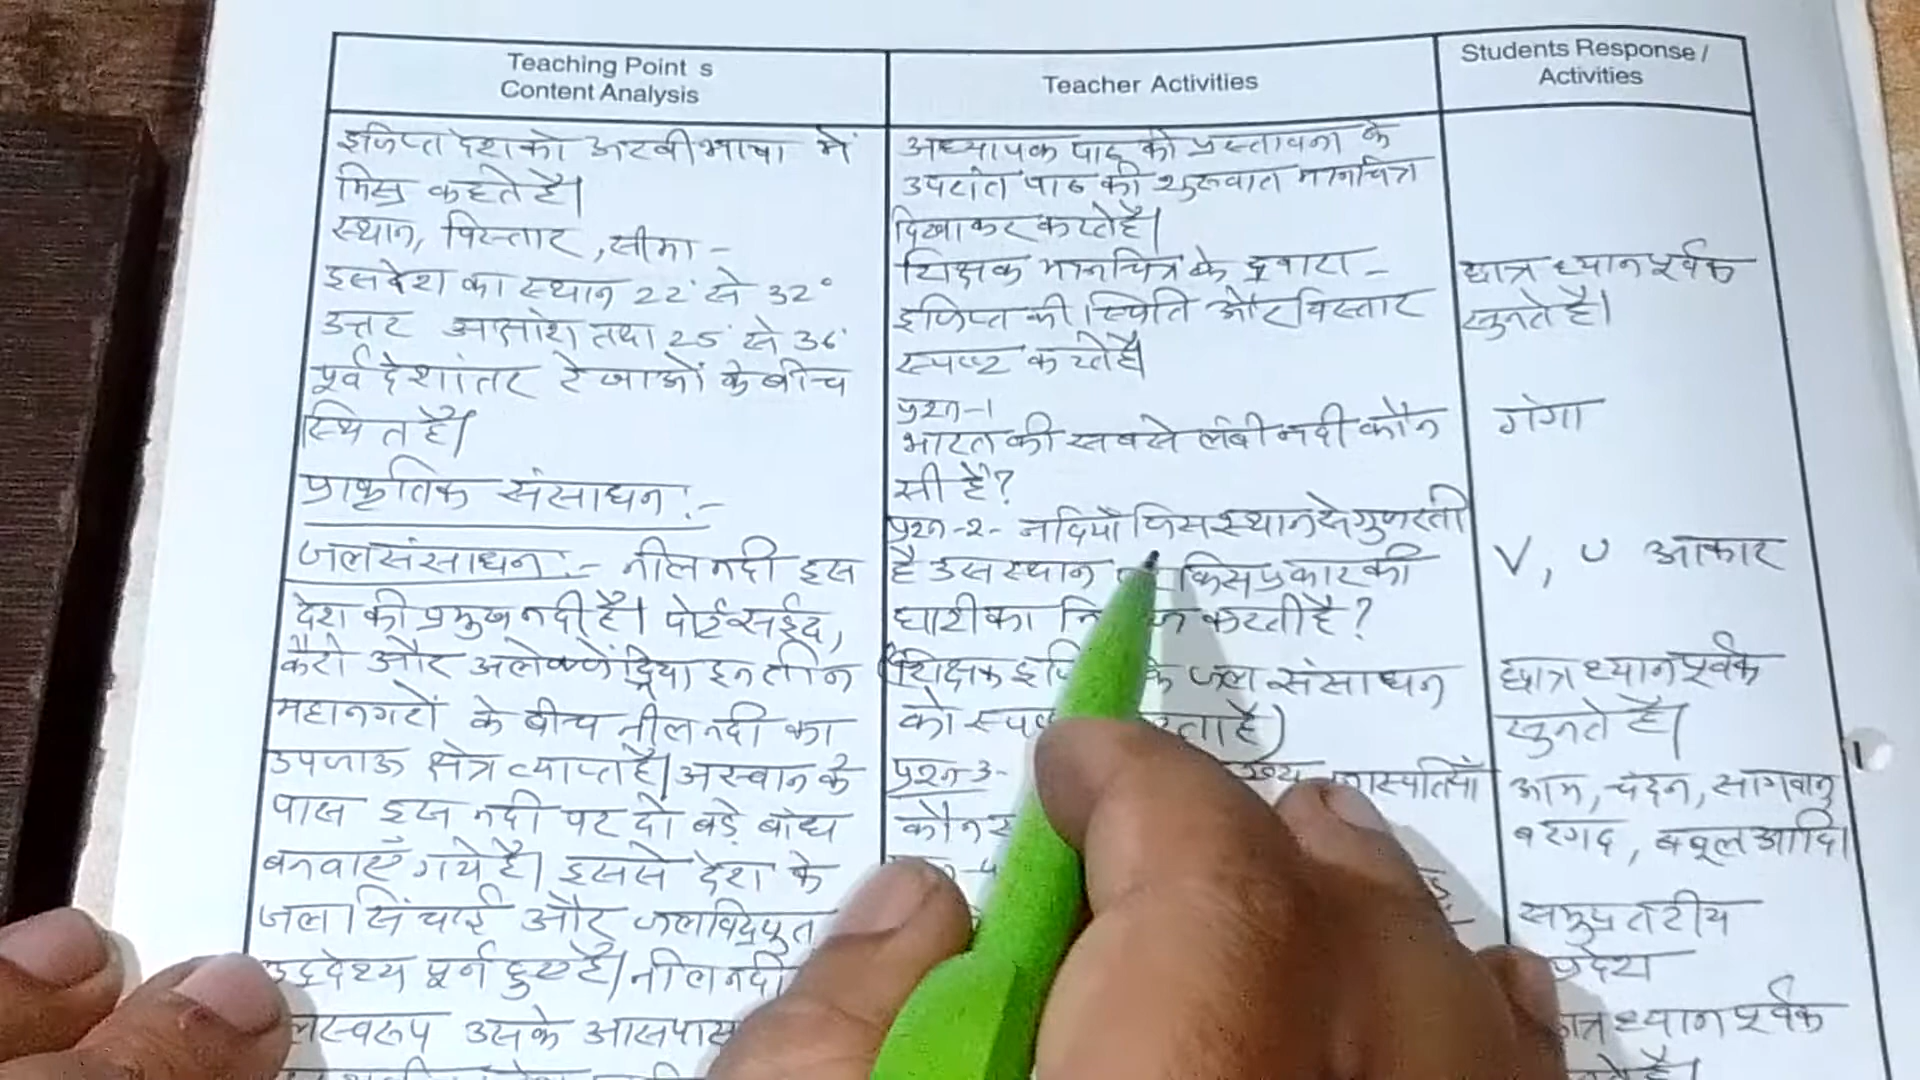 Teaching Point s
Content Analysis
Teacher Activities
Students Response /
Activities
इजिप्त देश को अरबी भाषा में
मिस्र कहते है।
स्थान, विस्तार, सीमा -
इस देश का स्थान 22° से 32°
उत्तर अक्षांश तथा 25° से 36°
पूर्व देशांतर रेखाओं के बीच
स्थित है।
प्राकृतिक संसाधन :-
जलसंसाधन :- नील नदी इस
देश की प्रमुख नदी है। पोर्ट सईद,
कैरो और अलेक्जेंड्रिया इन तीन
महानगरों के बीच नील नदी का
उपजाऊ क्षेत्र व्याप्त है। अस्वान के
पास इस नदी पर दो बड़े बांध
बनवाएँ गये है। इससे देश के
जल सिंचाई और जलविद्युत
उद्देश्य पूर्न हुए है। नील नदी
उसके आसपास
अध्यापक पाठ की प्रस्तावना के
उपरांत पाठ की शुरुवात मानचित्र
दिखाकर करते है।
शिक्षक मानचित्र के द्वारा -
इजिप्त की स्थिति और विस्तार
स्पष्ट करते है।
प्रश्न-1
भारत की सबसे लंबी नदी कौन
सी है?
प्रश्न-2- नदियाँ जिस स्थान से गुजरती
है उस स्थान किस प्रकार की
घाटी का करती है?
(शिक्षक के जल संसाधन
को
प्रश्न-3-
छात्र ध्यानपूर्वक
सुनते है।
गंगा
V, U आकार
छात्र ध्यानपूर्वक
सुनते है।
आम, चंदन, सागवान
बरगद, बबूल आदि।
समुद्र तटीय
प्रदेश
ध्यानपूर्वक